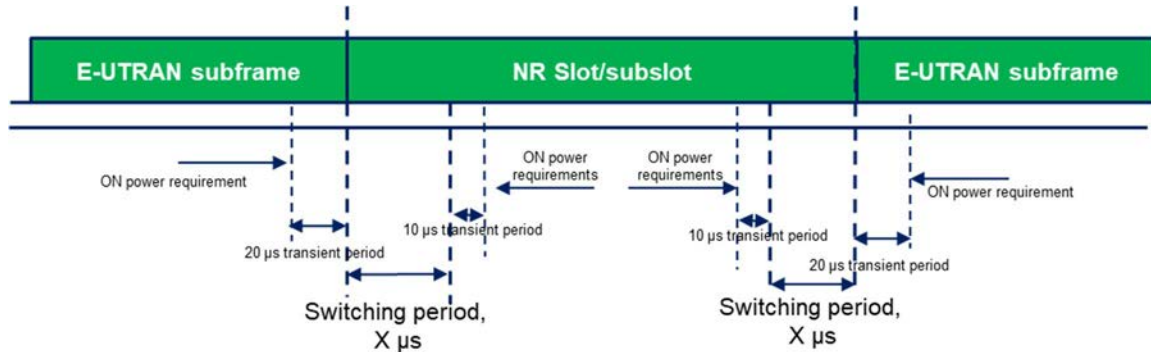 E-UTRAN subframe
NR Slot/subslot
E-UTRAN subframe
ON power requirement
ON power
requirements
ON power
requirements
ON power requirement
20 µs transient period
10 µs transient period
10 µs transient period
20 µs transient period
Switching period,
X µs
Switching period,
X µs